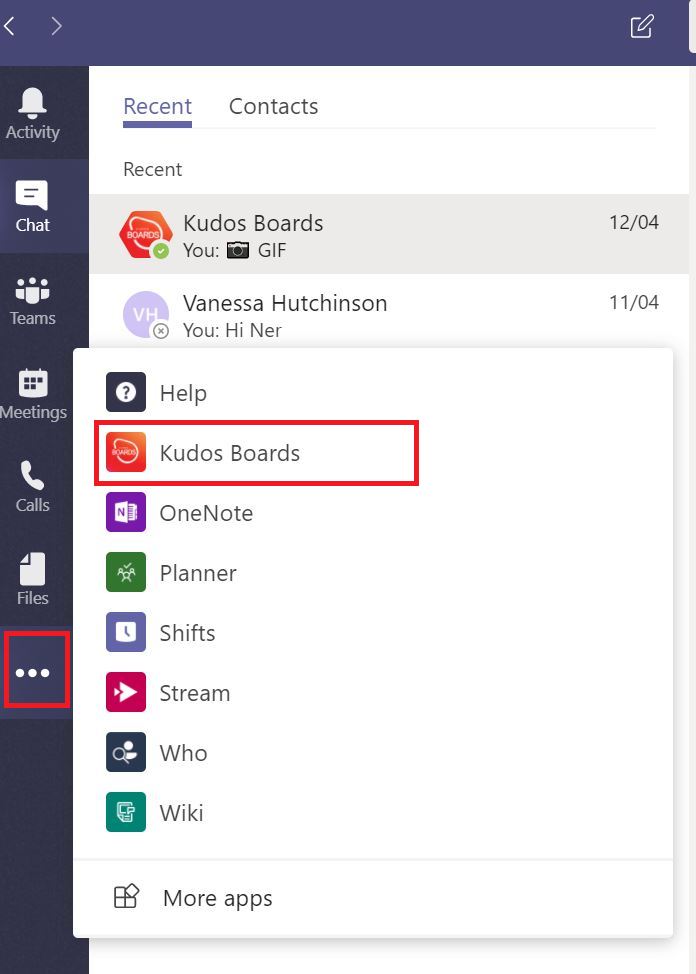 Activity
Chat
Teams
Meetings
Calls
Files
Recent Contacts
Recent
BOARDS
Kudos Boards 12/04
You: GIF
VH
Vanessa Hutchinson 11/04
You: Hi Ner
? Help
BOARDS
Kudos Boards
N
OneNote
Planner
Shifts
Stream
Who
Wiki
More apps